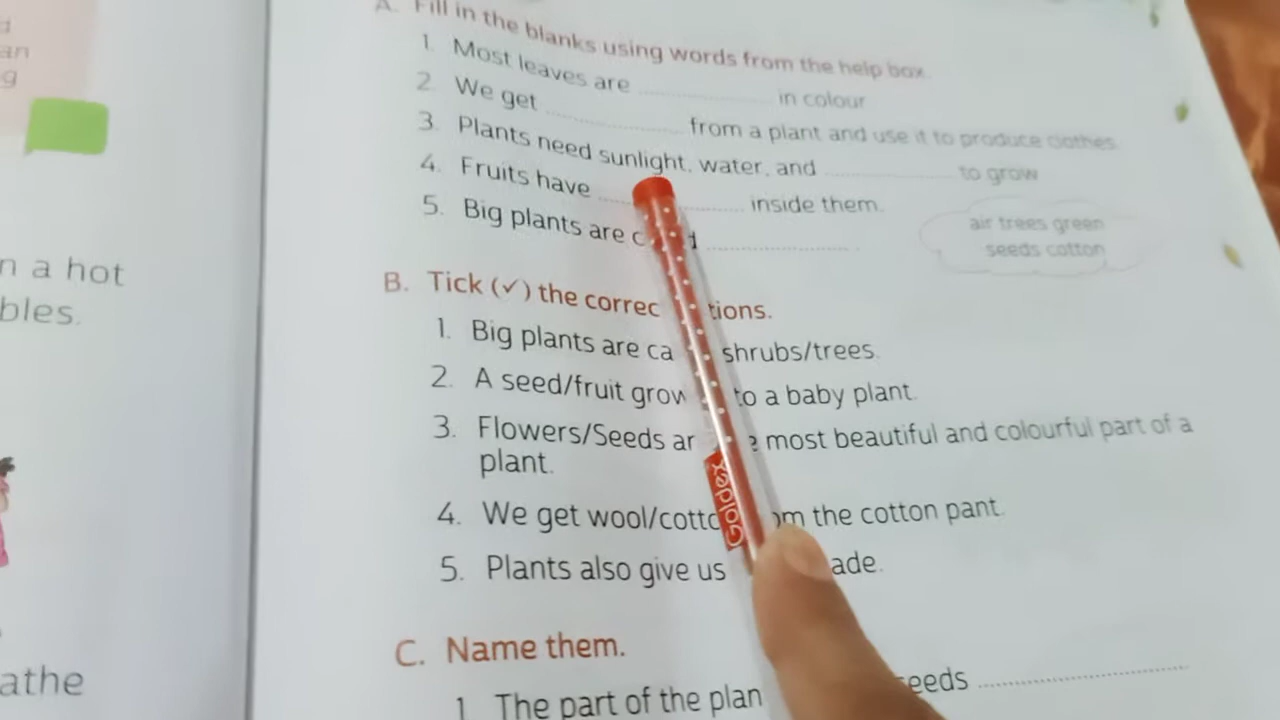 an
g
n a hot
bles.
athe
A. Fill in the blanks using words from the help box.
1. Most leaves are ............ in colour
2. We get ............ from a plant and use it to produce clothes.
3. Plants need sunlight, water, and ............ to grow
4. Fruits have ............ inside them.
5. Big plants are c d ............ .
air trees green
seeds cotton
B. Tick (✓) the correc tions.
1. Big plants are ca shrubs/trees.
2. A seed/fruit grow to a baby plant.
3. Flowers/Seeds ar e most beautiful and colourful part of a
plant.
4. We get wool/cotto om the cotton pant.
5. Plants also give us ade.
Goldex
C. Name them.
1 The part of the plan seeds ............